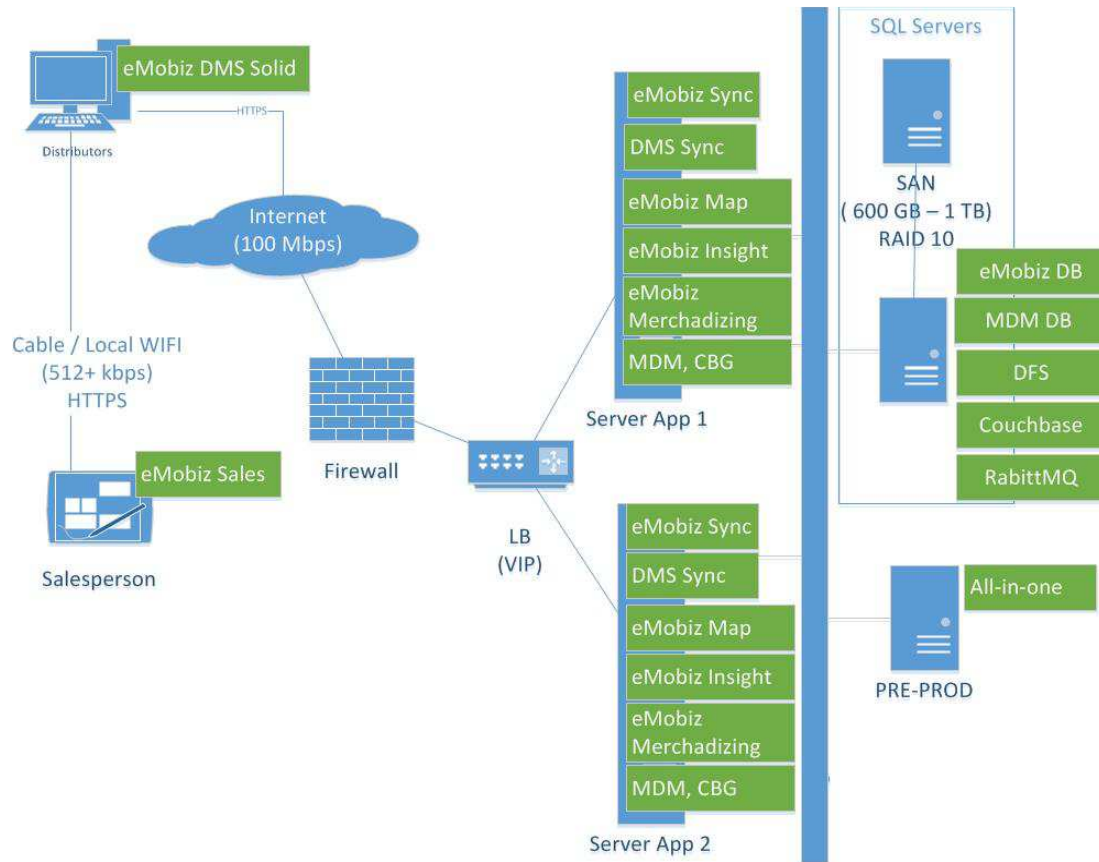 eMobiz DMS Solid
HTTPS
Distributors
Internet
(100 Mbps)
Cable / Local WIFI
(512+ kbps)
HTTPS
eMobiz Sales
Salesperson
Firewall
LB
(VIP)
eMobiz Sync
DMS Sync
eMobiz Map
eMobiz Insight
eMobiz
Merchadizing
MDM, CBG
Server App 1
eMobiz Sync
DMS Sync
eMobiz Map
eMobiz Insight
eMobiz
Merchadizing
MDM, CBG
Server App 2
SQL Servers
SAN
( 600 GB – 1 TB)
RAID 10
eMobiz DB
MDM DB
DFS
Couchbase
RabittMQ
All-in-one
PRE-PROD